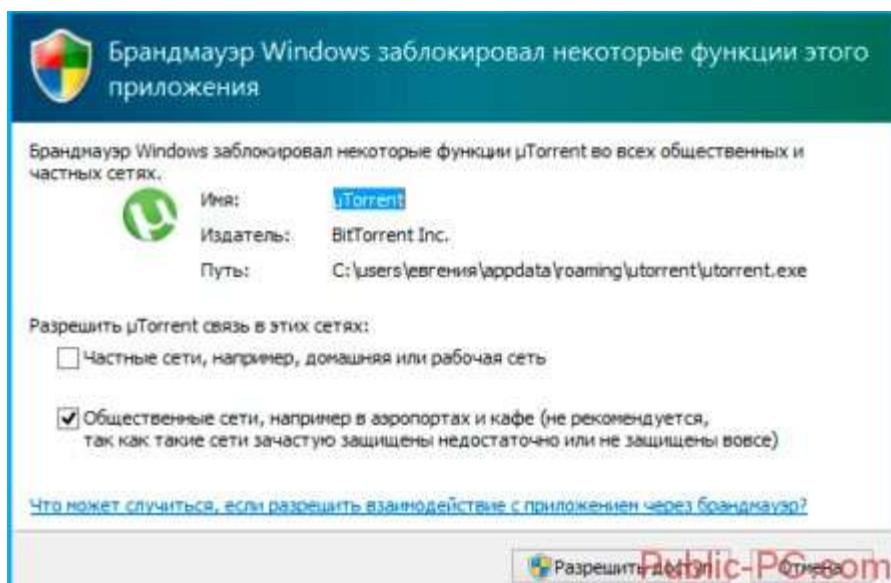 Брандмауэр Windows заблокировал некоторые функции этого
приложения
Брандмауэр Windows заблокировал некоторые функции µTorrent во всех общественных и
частных сетях.
Имя: µTorrent
Издатель: BitTorrent Inc.
Путь: C:\users\евгения\appdata\roaming\utorrent\utorrent.exe
Разрешить µTorrent связь в этих сетях:
Частные сети, например, домашняя или рабочая сеть
Общественные сети, например в аэропортах и кафе (не рекомендуется,
так как такие сети зачастую защищены недостаточно или не защищены вовсе)
Что может случиться, если разрешить взаимодействие с приложением через брандмауэр?
Разрешить доступ Отмена
Public-PC.com